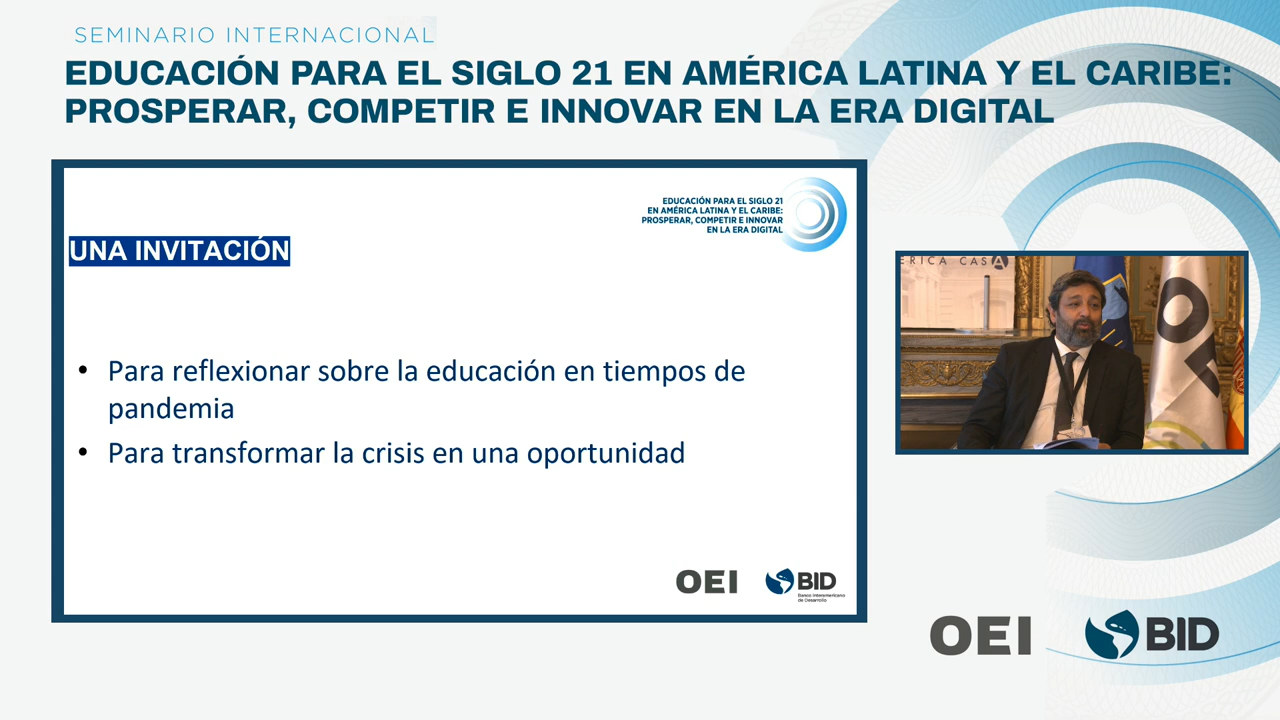 SEMINARIO INTERNACIONAL
EDUCACIÓN PARA EL SIGLO 21 EN AMÉRICA LATINA Y EL CARIBE:
PROSPERAR, COMPETIR E INNOVAR EN LA ERA DIGITAL
EDUCACIÓN PARA EL SIGLO 21
EN AMÉRICA LATINA Y EL CARIBE:
PROSPERAR, COMPETIR E INNOVAR
EN LA ERA DIGITAL
UNA INVITACIÓN
• Para reflexionar sobre la educación en tiempos de
pandemia
• Para transformar la crisis en una oportunidad
OEI
BID
Banco Interamericano
de Desarrollo
ERICA CASA
OEI
BID